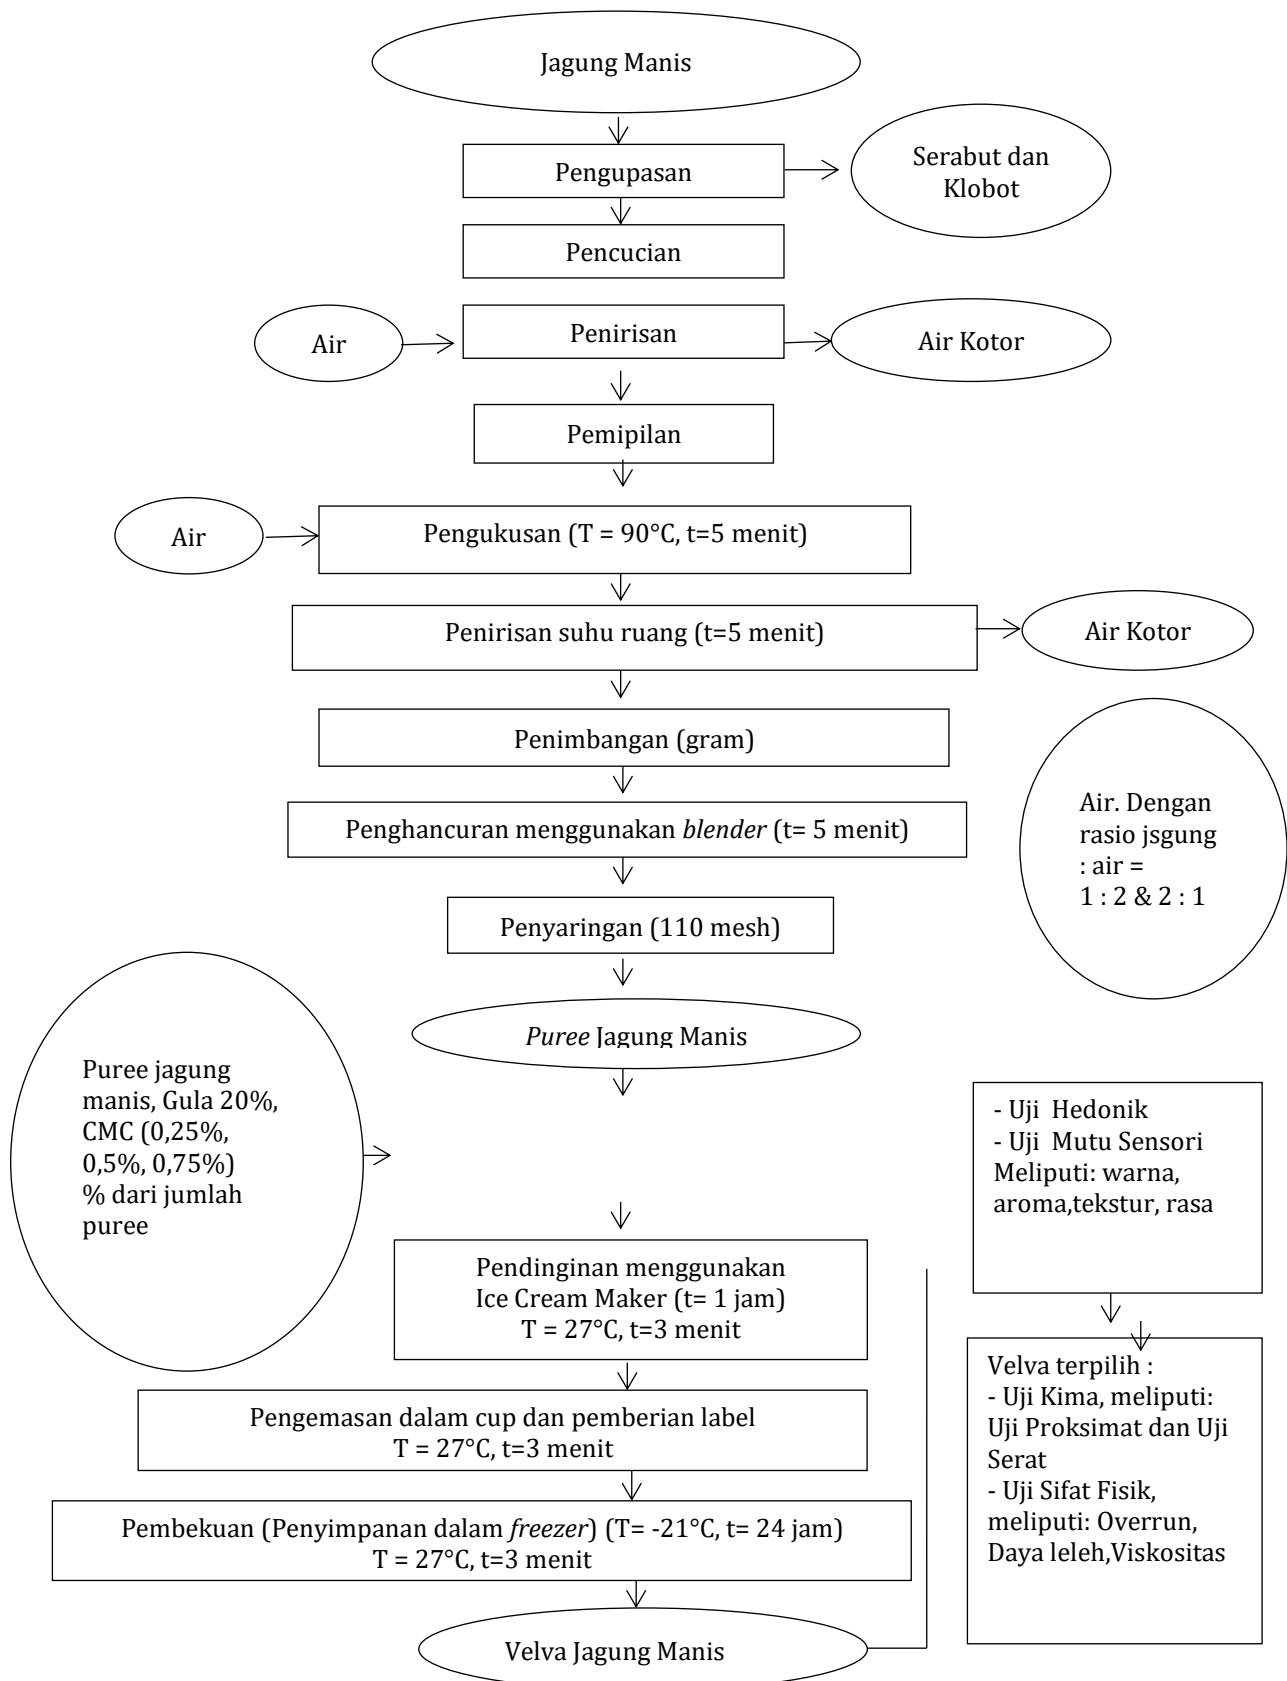 Jagung Manis
Pengupasan
Serabut dan
Klobot
Pencucian
Air
Penirisan
Air Kotor
Pemipilan
Air
Pengukusan (T = 90°C, t=5 menit)
Penirisan suhu ruang (t=5 menit)
Air Kotor
Penimbangan (gram)
Penghancuran menggunakan blender (t= 5 menit)
Air. Dengan
rasio jsgung
: air =
1 : 2 & 2 : 1
Penyaringan (110 mesh)
Puree Jagung Manis
Puree jagung
manis, Gula 20%,
CMC (0,25%,
0,5%, 0,75%)
% dari jumlah
puree
- Uji  Hedonik
- Uji  Mutu Sensori
Meliputi: warna,
aroma,tekstur, rasa
Pendinginan menggunakan
Ice Cream Maker (t= 1 jam)
T = 27°C, t=3 menit
Pengemasan dalam cup dan pemberian label
T = 27°C, t=3 menit
Pembekuan (Penyimpanan dalam freezer) (T= -21°C, t= 24 jam)
T = 27°C, t=3 menit
Velva terpilih :
- Uji Kima, meliputi:
Uji Proksimat dan Uji
Serat
- Uji Sifat Fisik,
meliputi: Overrun,
Daya leleh,Viskositas
Velva Jagung Manis